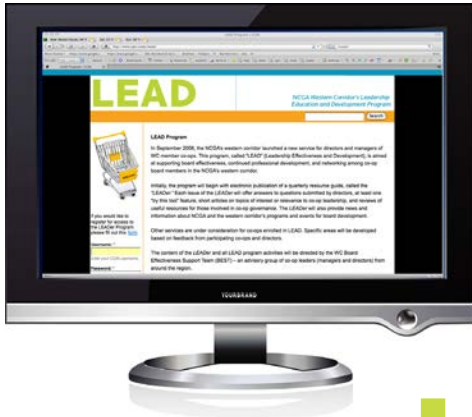 LEAD
NCGA Western Corridor's Leadership
Education and Development Program
Search
LEAD Program
In September 2008, the NCGA's western corridor launched a new service for directors and managers of
WC member co-ops. This program, called "LEAD" (Leadership Effectiveness and Development), is aimed
at supporting board effectiveness, continued professional development, and networking among co-op
board members in the NCGA's western corridor.
Initially, the program will begin with electronic publication of a quarterly resource guide, called the
"LEADer." Each issue of the LEADer will offer answers to questions submitted by directors, at least one
"try this tool" feature, short articles on topics of interest or relevance to co-op leadership, and reviews of
useful resources for those involved in co-op governance. The LEADer will also provide news and
information about NCGA and the western corridor's programs and events for board development.
Other services are under consideration for co-ops enrolled in LEAD. Specific areas will be developed
based on feedback from participating co-ops and directors.
The content of the LEADer and all LEAD program activities will be directed by the WC Board
Effectiveness Support Team (BEST) – an advisory group of co-op leaders (managers and directors) from
around the region.
If you would like to
register for access to
the LEADer Program
please fill out this form
Username: *
Password: *
YOURBRAND